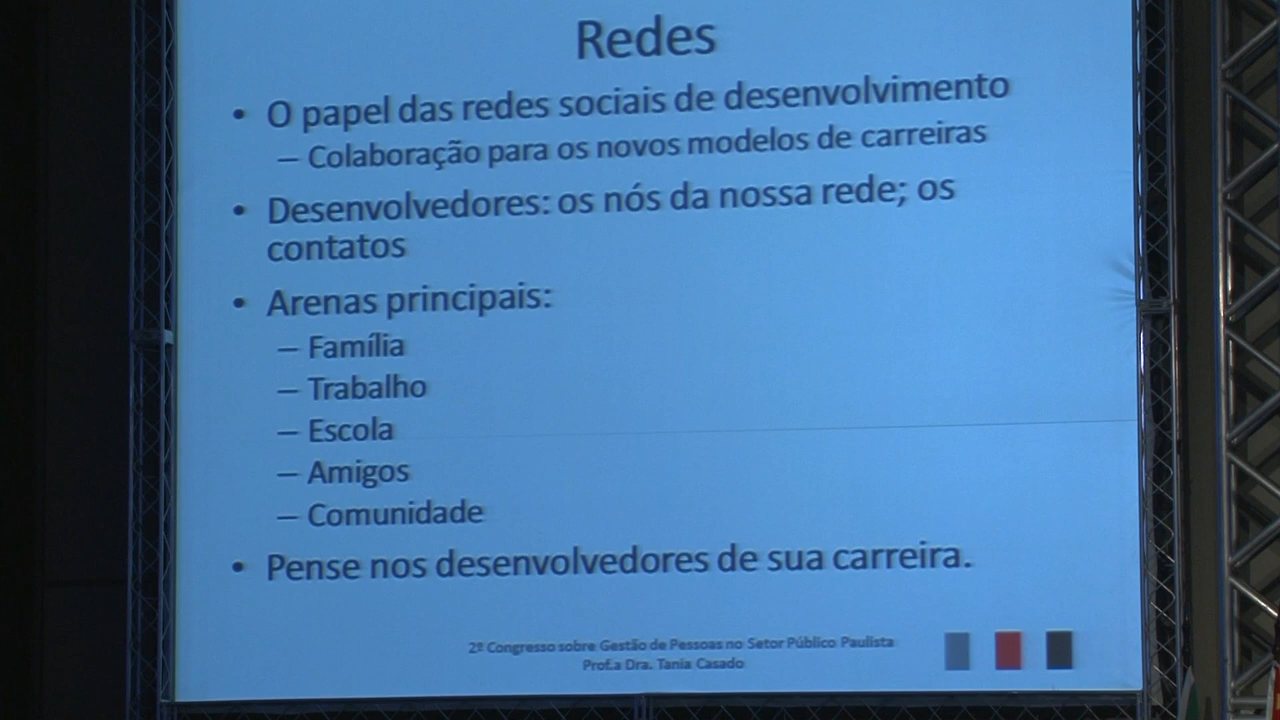 Redes
• O papel das redes sociais de desenvolvimento
– Colaboração para os novos modelos de carreiras
• Desenvolvedores: os nós da nossa rede; os
contatos
• Arenas principais:
– Família
– Trabalho
– Escola
– Amigos
– Comunidade
• Pense nos desenvolvedores de sua carreira.
2º Congresso sobre Gestão de Pessoas no Setor Público Paulista
Prof.a Dra. Tania Casado